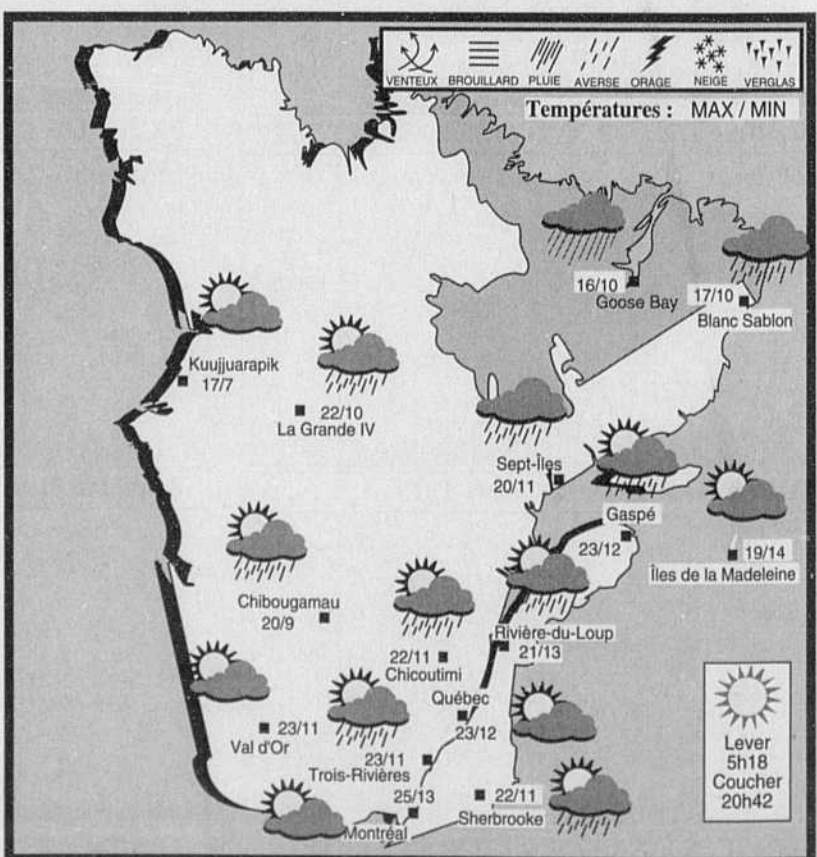 VENTEUX BROUILLARD PLUIE AVERSE ORAGE NEIGE VERGLAS
Températures : MAX / MIN
16/10
Goose Bay
17/10
Blanc Sablon
Kuujjuarapik
17/7
22/10
La Grande IV
Sept-Îles
20/11
Gaspé
23/12
19/14
Îles de la Madeleine
Chibougamau
20/9
Rivière-du-Loup
21/13
22/11
Chicoutimi
Québec
23/12
23/11
Val d'Or
23/11
Trois-Rivières
25/13
Montréal
22/11
Sherbrooke
Lever
5h18
Coucher
20h42